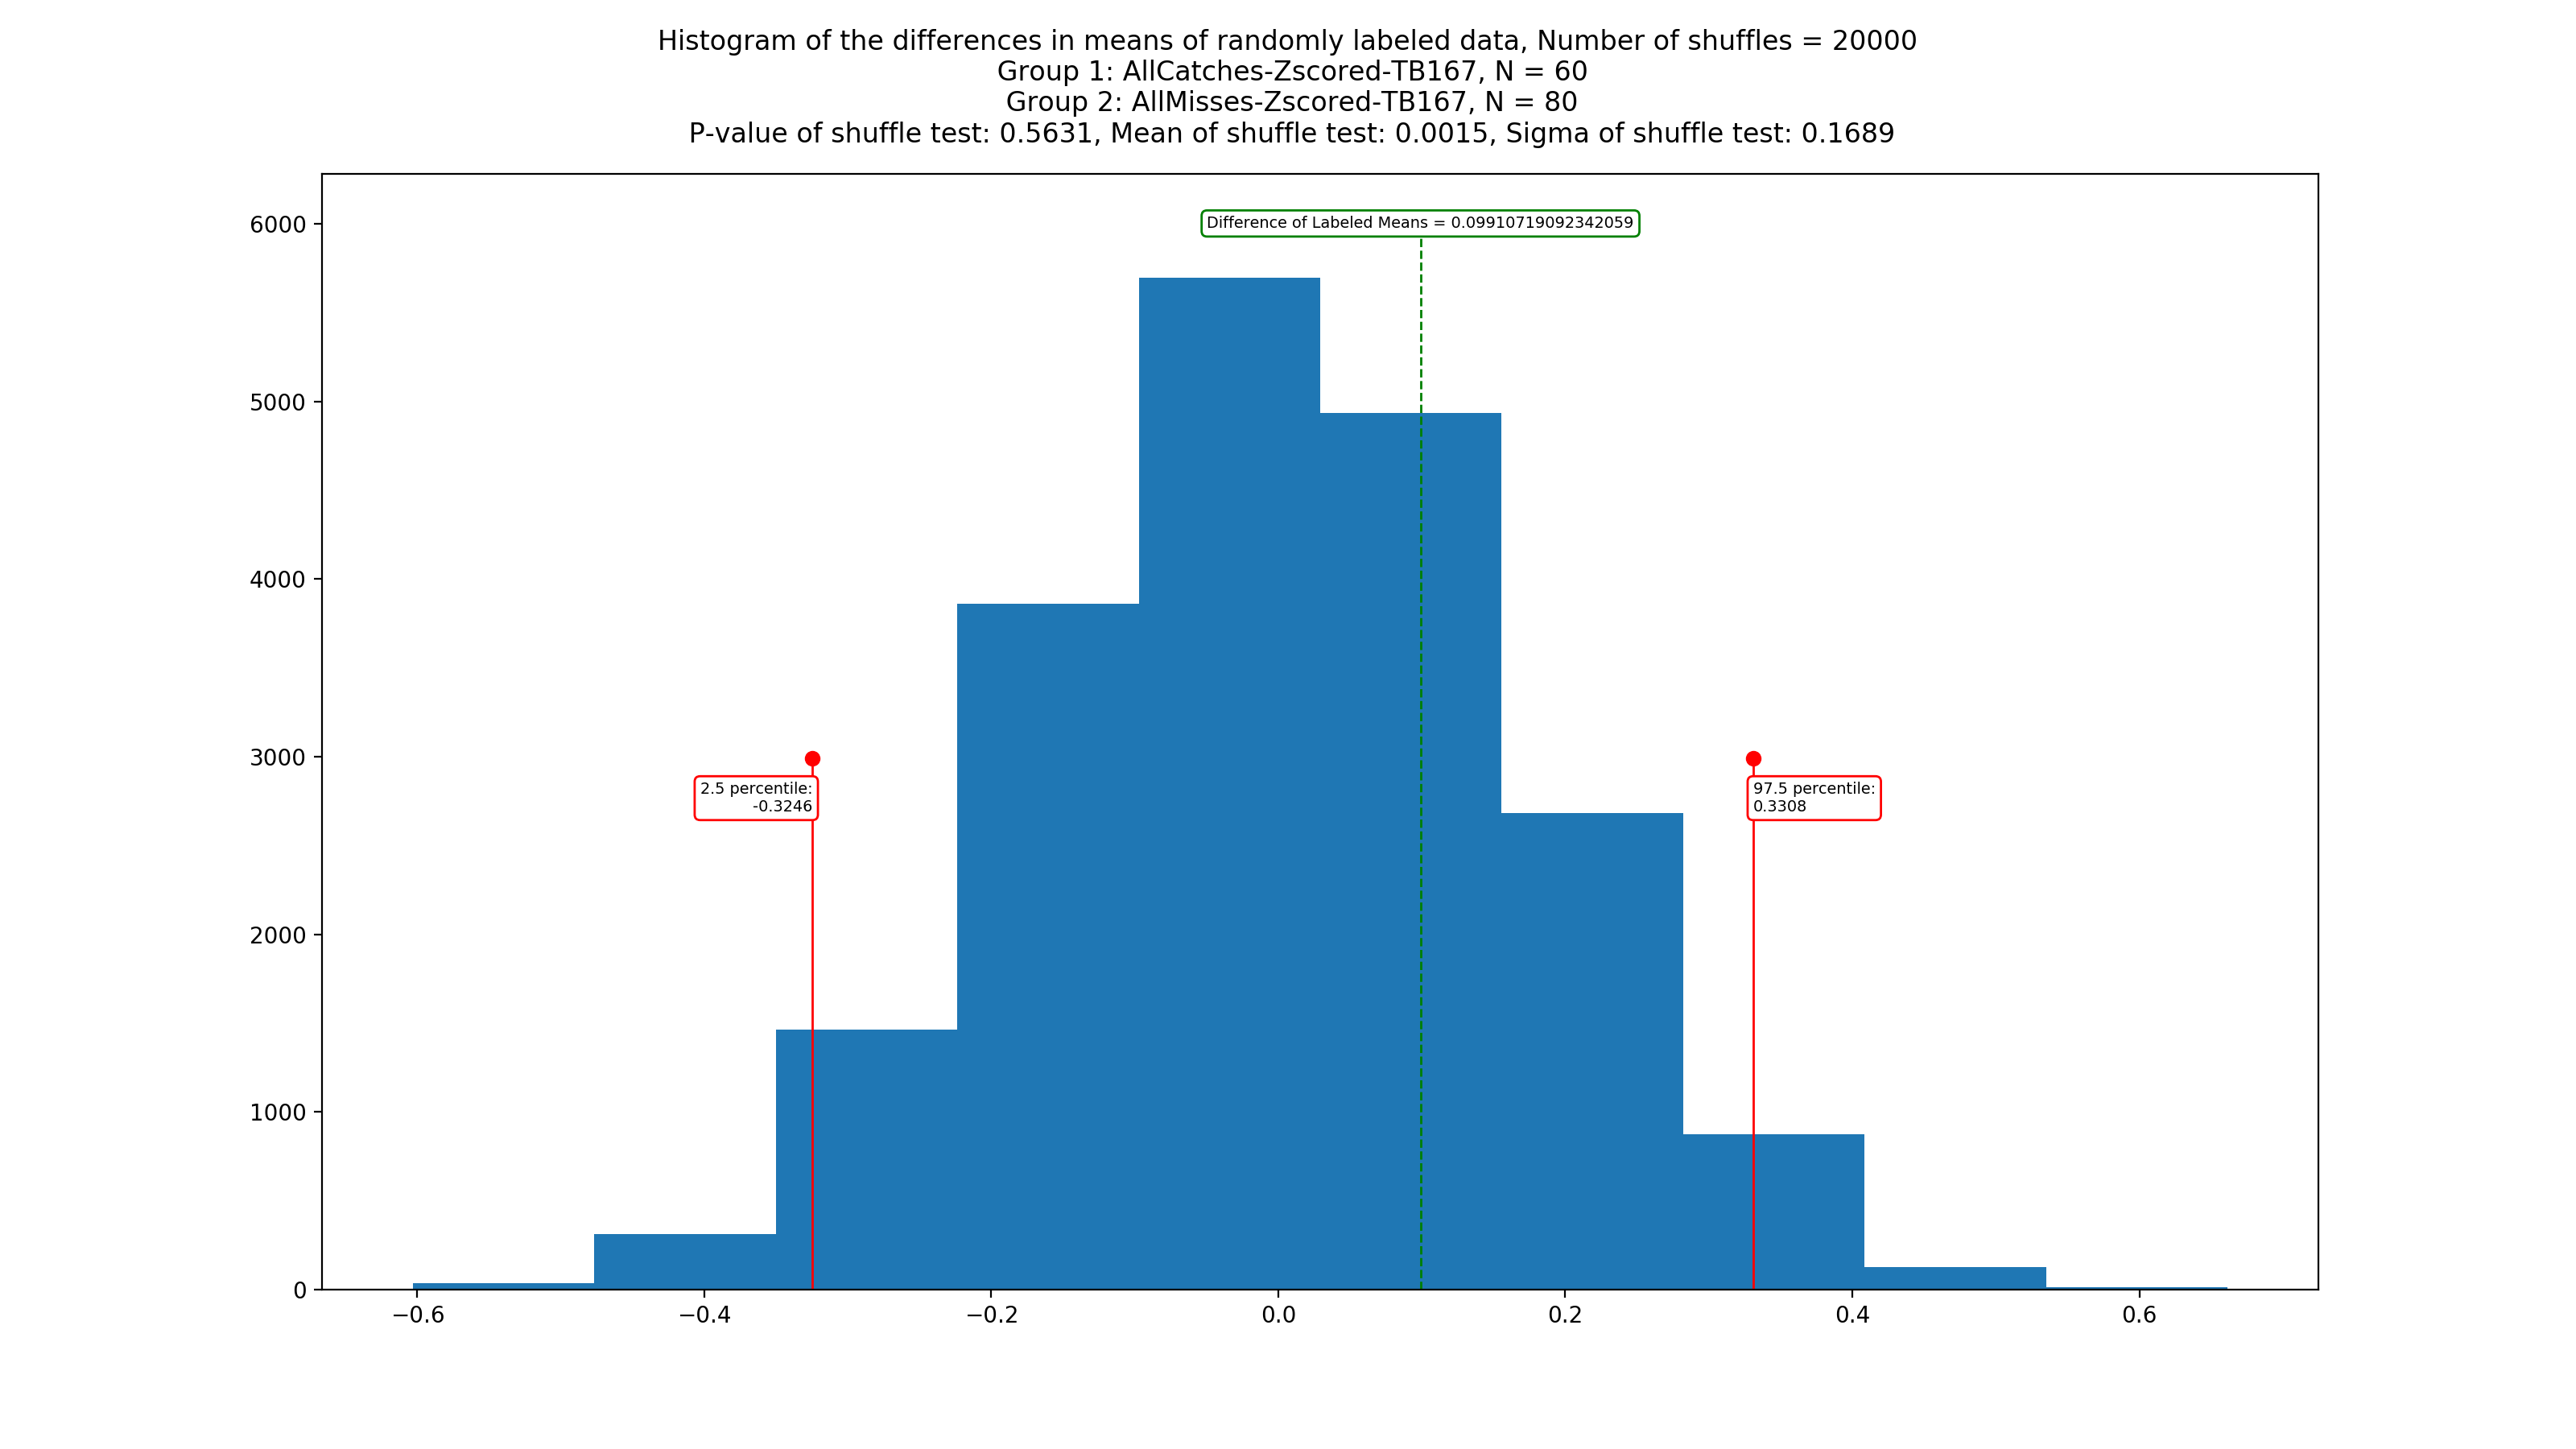 Histogram of the differences in means of randomly labeled data, Number of shuffles = 20000
Group 1: AllCatches-Zscored-TB167, N = 60
Group 2: AllMisses-Zscored-TB167, N = 80
P-value of shuffle test: 0.5631, Mean of shuffle test: 0.0015, Sigma of shuffle test: 0.1689
6000
Difference of Labeled Means = 0.09910719092342059
5000
4000
3000
2.5 percentile:
-0.3246
97.5 percentile:
0.3308
2000
1000
0
−0.6
−0.4
−0.2
0.0
0.2
0.4
0.6